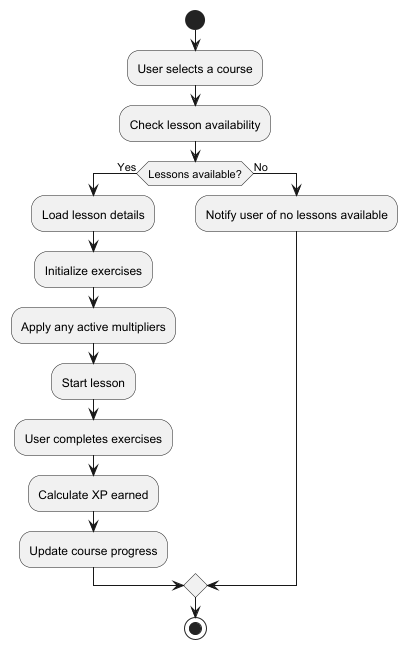 User selects a course
Check lesson availability
Yes
Lessons available?
No
Load lesson details
Notify user of no lessons available
Initialize exercises
Apply any active multipliers
Start lesson
User completes exercises
Calculate XP earned
Update course progress